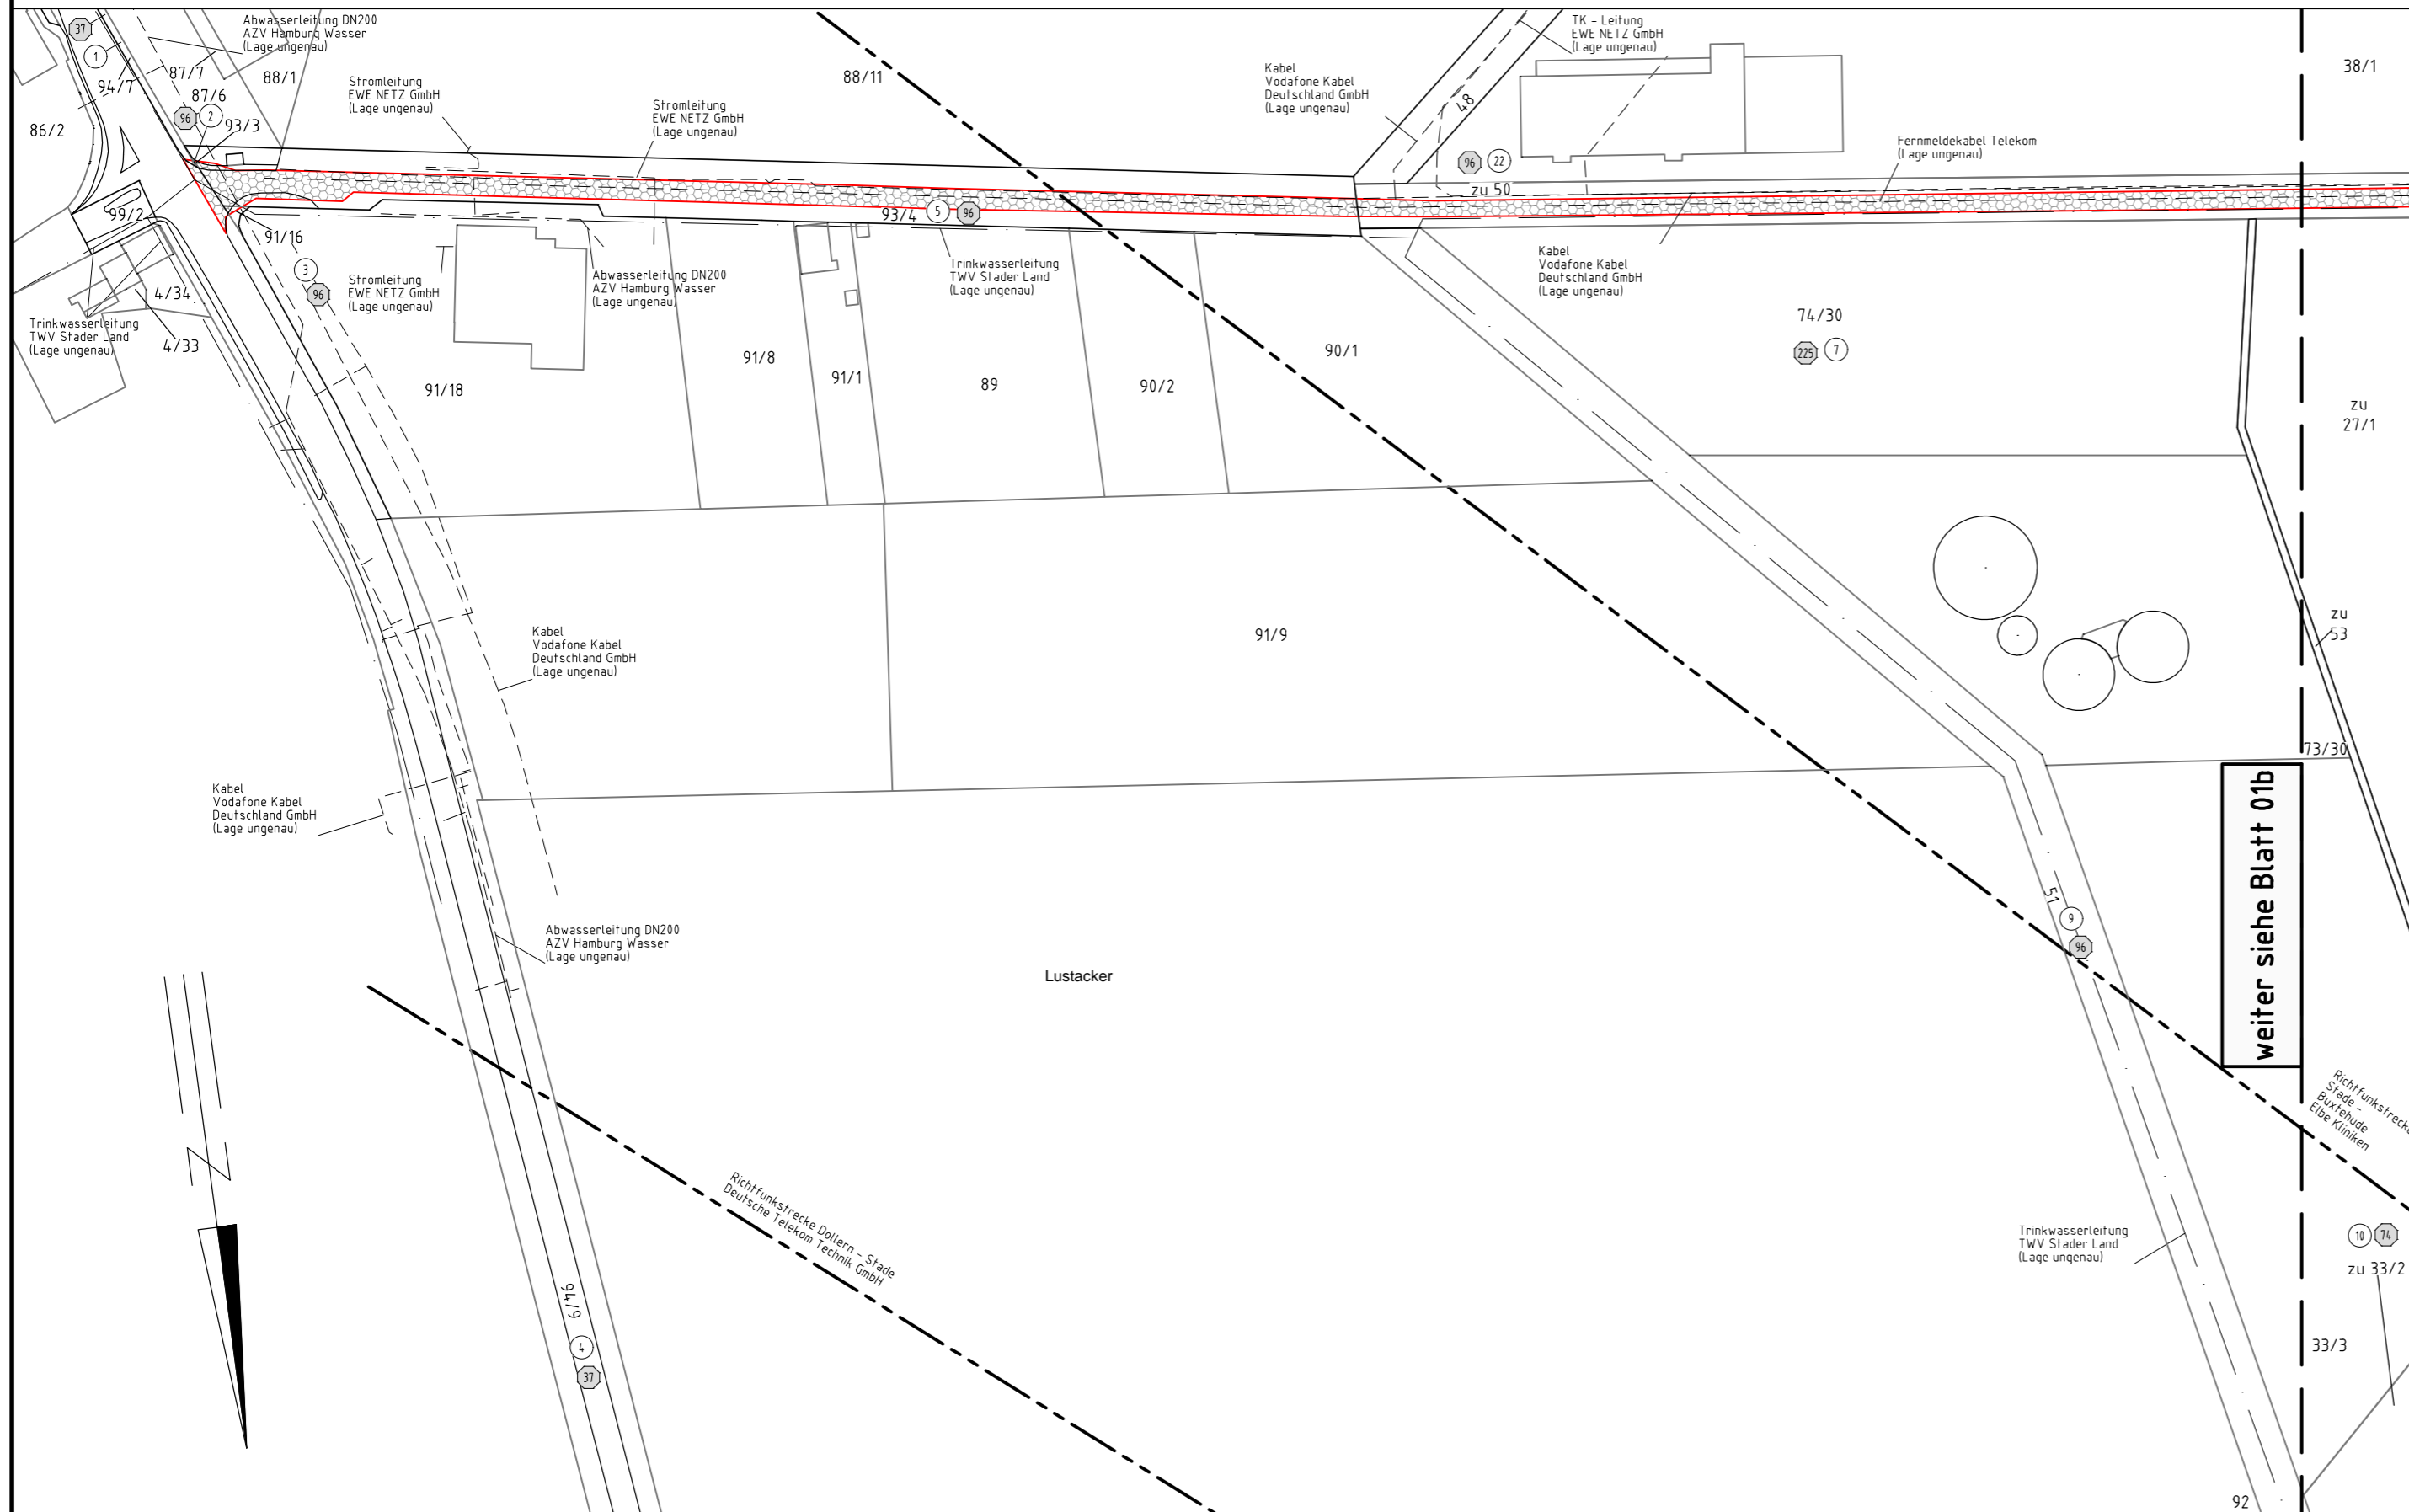 37
1
94/7
87/7
88/1
Abwasserleitung DN200
AZV Hamburg Wasser
(Lage ungenau)
86/2
87/6
96
2
93/3
Stromleitung
EWE NETZ GmbH
(Lage ungenau)
Stromleitung
EWE NETZ GmbH
(Lage ungenau)
88/11
Kabel
Vodafone Kabel
Deutschland GmbH
(Lage ungenau)
TK - Leitung
EWE NETZ GmbH
(Lage ungenau)
48
96
22
zu 50
Fernmeldekabel Telekom
(Lage ungenau)
38/1
99/2
91/16
93/4
5
96
3
96
4/34
4/33
Trinkwasserleitung
TWV Stader Land
(Lage ungenau)
Stromleitung
EWE NETZ GmbH
(Lage ungenau)
Abwasserleitung DN200
AZV Hamburg Wasser
(Lage ungenau)
Trinkwasserleitung
TWV Stader Land
(Lage ungenau)
Kabel
Vodafone Kabel
Deutschland GmbH
(Lage ungenau)
74/30
225
7
91/18
91/8
91/1
89
90/2
90/1
zu
27/1
91/9
zu
53
73/30
Kabel
Vodafone Kabel
Deutschland GmbH
(Lage ungenau)
Kabel
Vodafone Kabel
Deutschland GmbH
(Lage ungenau)
Abwasserleitung DN200
AZV Hamburg Wasser
(Lage ungenau)
Lustacker
51
9
96
weiter siehe Blatt 01b
Richtfunkstrecke
Stade -
Buxtehude
Elbe Kliniken
Richtfunkstrecke Dollern - Stade
Deutsche Telekom Technik GmbH
Trinkwasserleitung
TWV Stader Land
(Lage ungenau)
10
74
zu 33/2
33/3
94/9
4
37
92